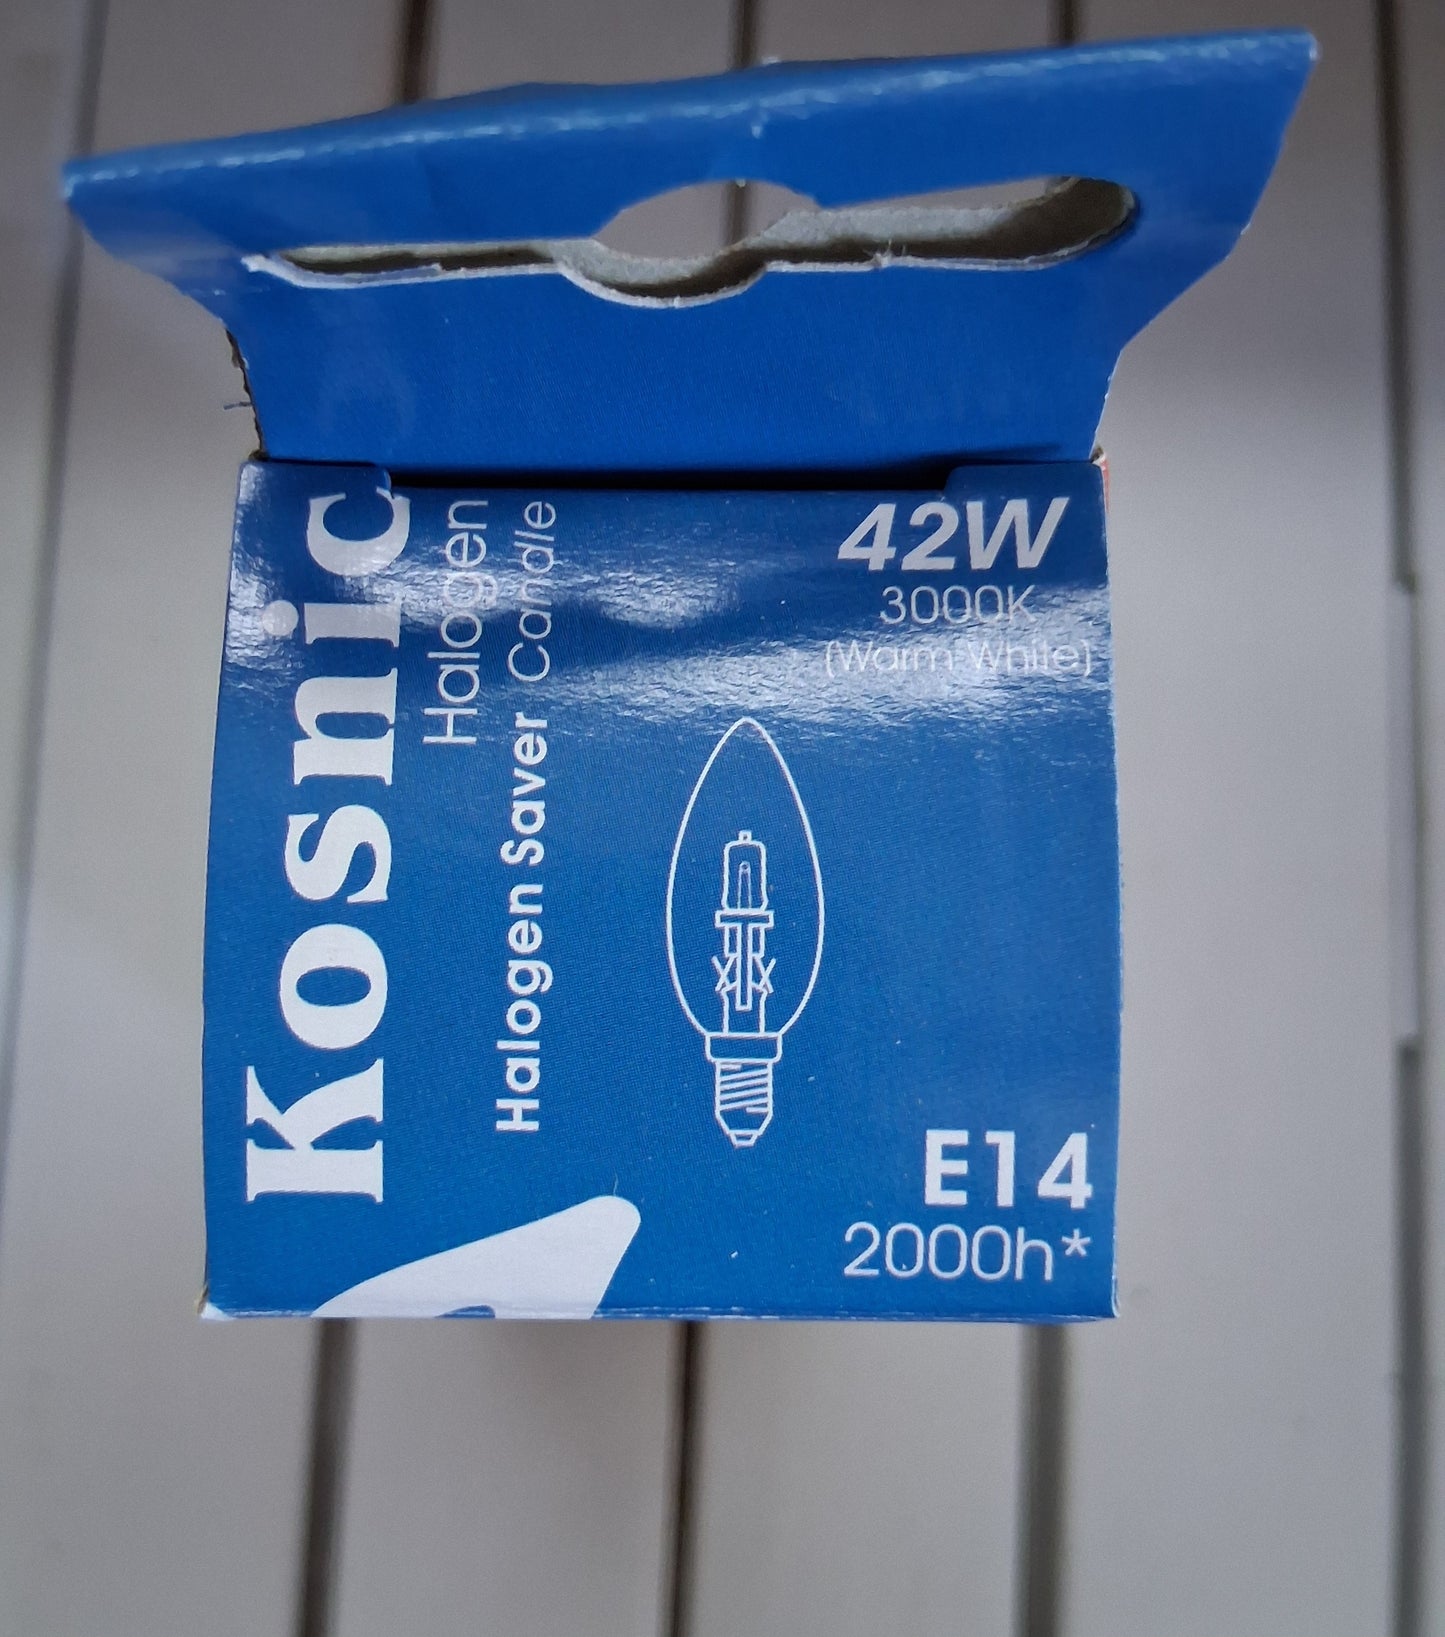 Kosnic
Halogen
Halogen Saver Candle
42W
3000K
(Warm White)
E14
2000h*